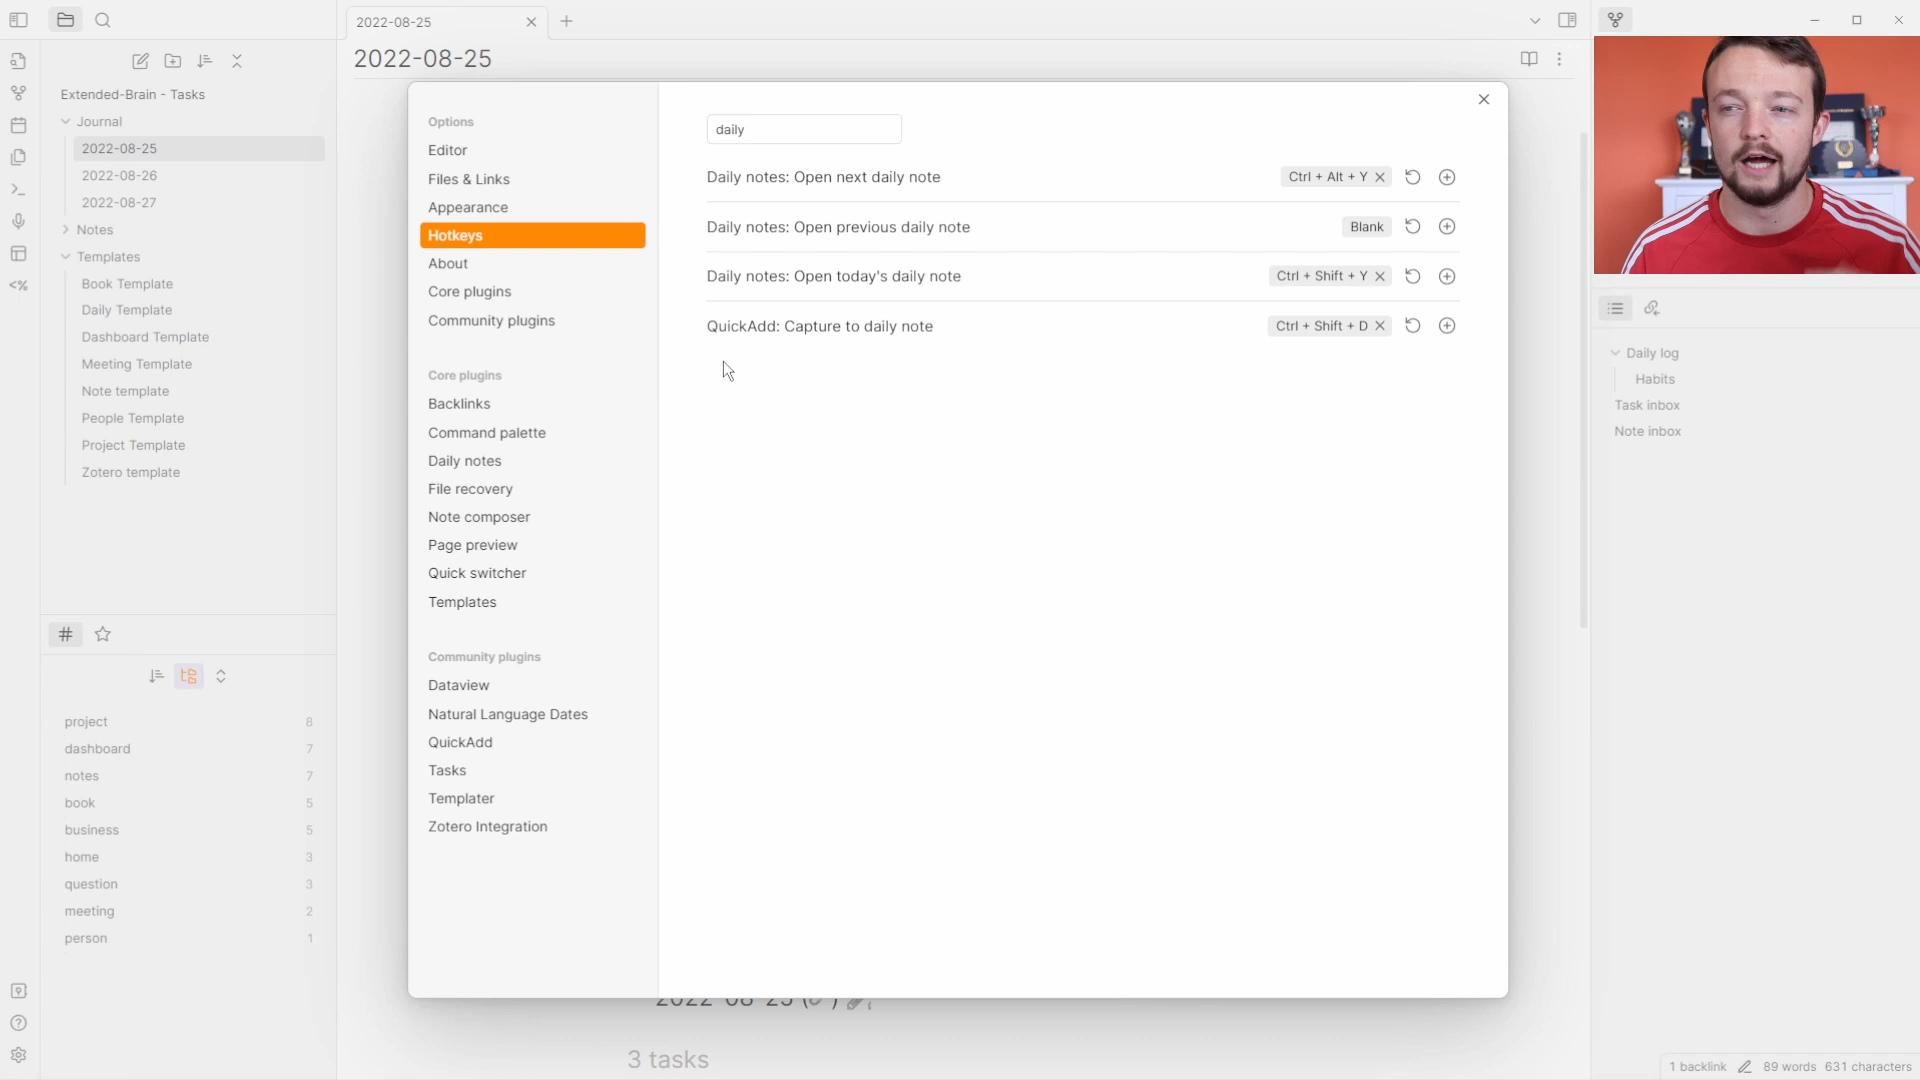 2022-08-25
2022-08-25
Extended-Brain - Tasks
Journal
2022-08-25
2022-08-26
2022-08-27
Notes
Templates
Book Template
Daily Template
Dashboard Template
Meeting Template
Note template
People Template
Project Template
Zotero template
#
project 8
dashboard 7
notes 7
book 5
business 5
home 3
question 3
meeting 2
person 1
Options
Editor
Files & Links
Appearance
Hotkeys
About
Core plugins
Community plugins
Core plugins
Backlinks
Command palette
Daily notes
File recovery
Note composer
Page preview
Quick switcher
Templates
Community plugins
Dataview
Natural Language Dates
QuickAdd
Tasks
Templater
Zotero Integration
daily
Daily notes: Open next daily note Ctrl + Alt + Y
Daily notes: Open previous daily note Blank
Daily notes: Open today's daily note Ctrl + Shift + Y
QuickAdd: Capture to daily note Ctrl + Shift + D
3 tasks
Daily log
Habits
Task inbox
Note inbox
1 backlink 89 words 631 characters